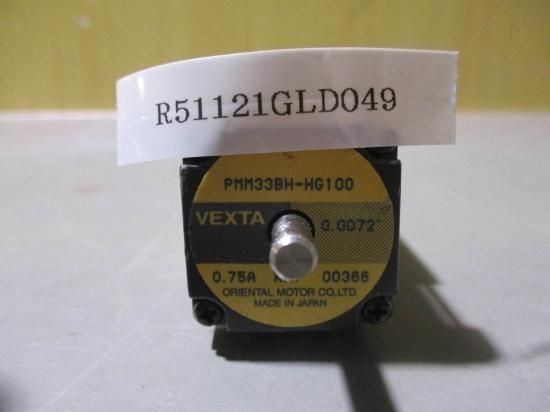 R51121GLD049
PMM33BH-HG100
VEXTA 0.0072°
0.75A 00366
ORIENTAL MOTOR CO.,LTD.
MADE IN JAPAN